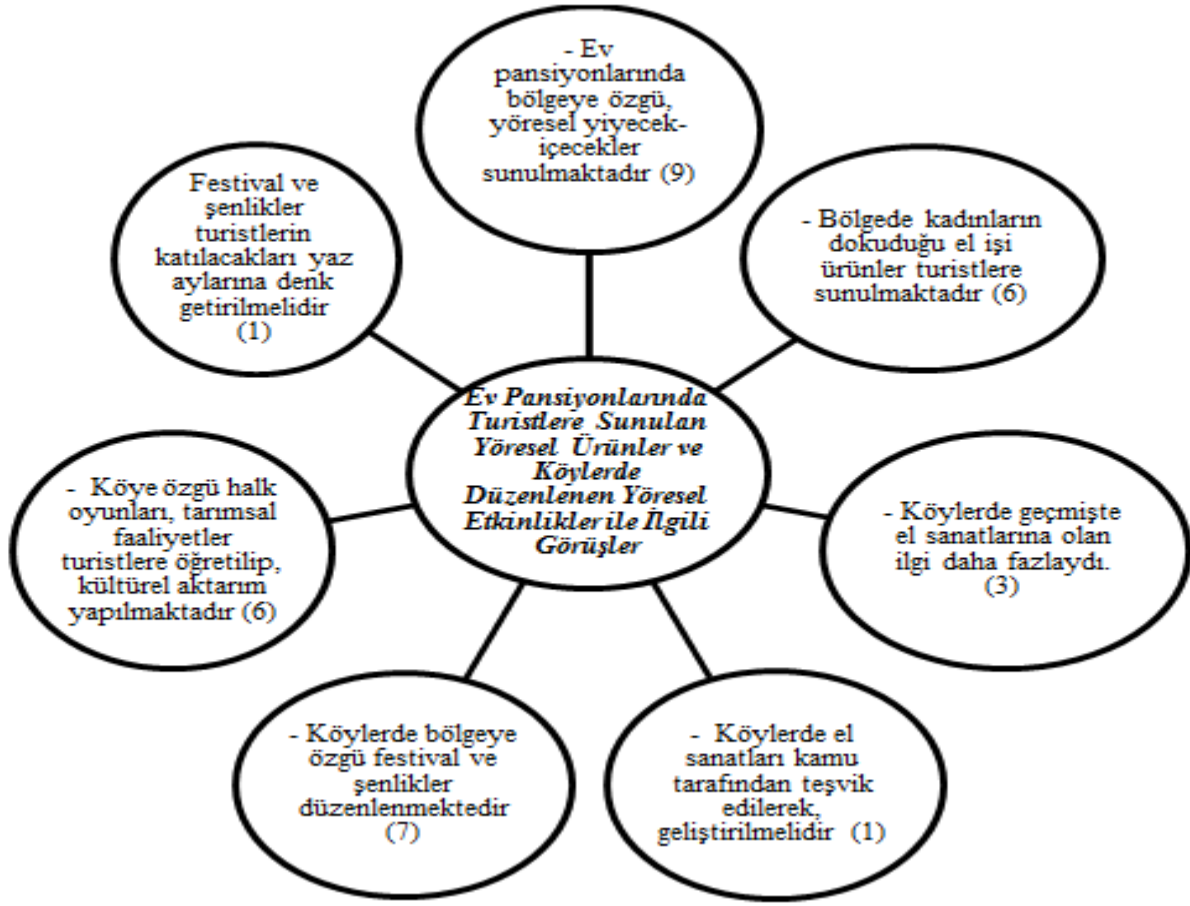 - Ev
pansiyonlarında
bölgeye özgü,
yöresel yiyecek-
içecekler
sunulmaktadır (9)
Festival ve
şenlikler
turistlerin
katılacakları yaz
aylarına denk
getirilmelidir
(1)
- Bölgede kadınların
dokuduğu el işi
ürünler turistlere
sunulmaktadır (6)
Ev Pansiyonlarında
Turistlere Sunulan
Yöresel Ürünler ve
Köylerde
Düzenlenen Yöresel
Etkinlikler ile İlgili
Görüşler
- Köye özgü halk
oyunları, tarımsal
faaliyetler
turistlere öğretilip,
kültürel aktarım
yapılmaktadır (6)
- Köylerde geçmişte
el sanatlarına olan
ilgi daha fazlaydı.
(3)
- Köylerde bölgeye
özgü festival ve
şenlikler
düzenlenmektedir
(7)
- Köylerde el
sanatları kamu
tarafından teşvik
edilerek,
geliştirilmelidir (1)